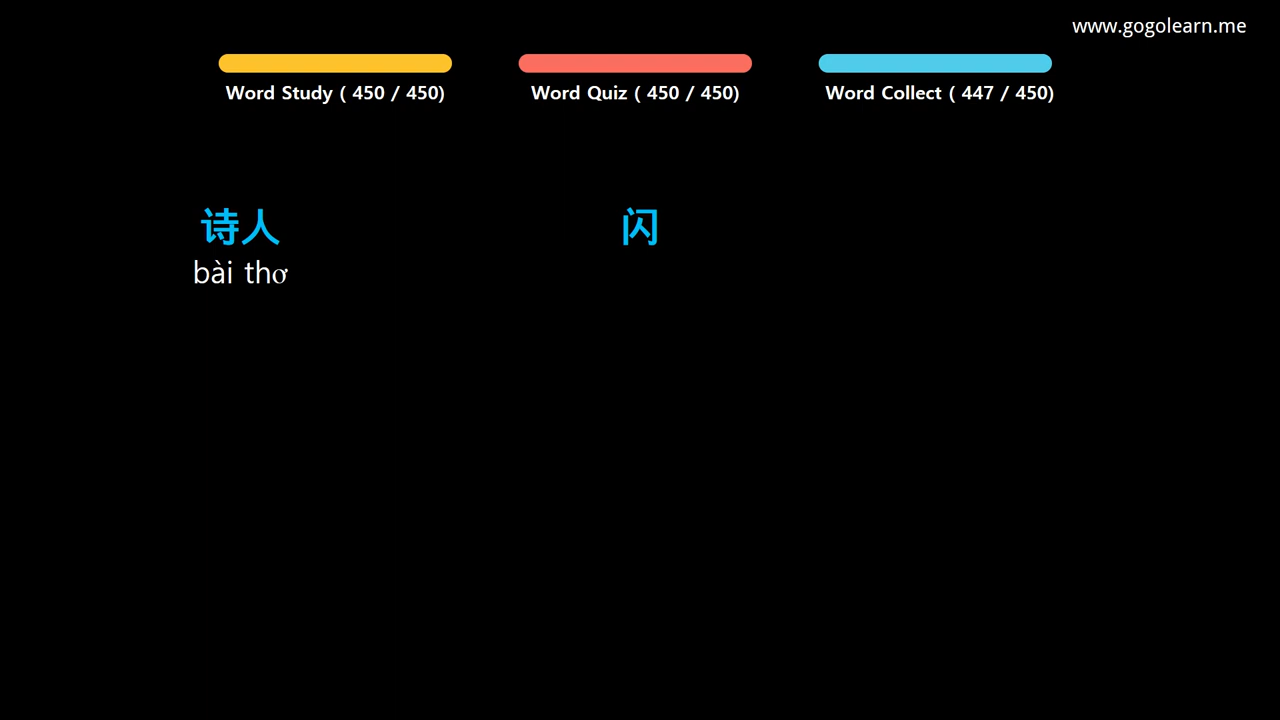 www.gogolearn.me
Word Study ( 450 / 450)
Word Quiz ( 450 / 450)
Word Collect ( 447 / 450)
诗人
闪
bài thơ